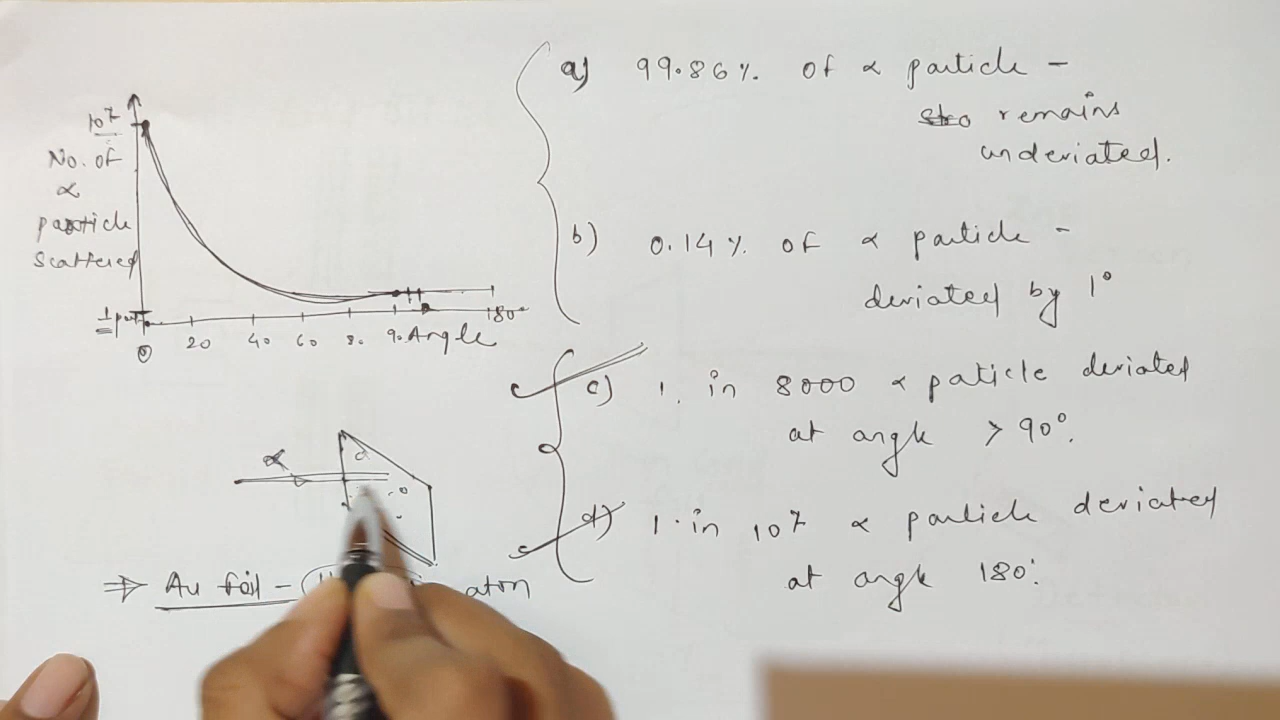 10⁷
No. of
α
particle
scattered
1 part
0 20 40 60 80 90 Angle 180°
α
α
⇒ Au foil - atom
a) 99.86%. of α particle -
remains
undeviated.
b) 0.14%. of α particle -
deviated by 1°
c) 1. in 8000 α paticle deviated
at angle > 90°.
d) 1. in 10⁷ α particle deviated
at angle 180°.